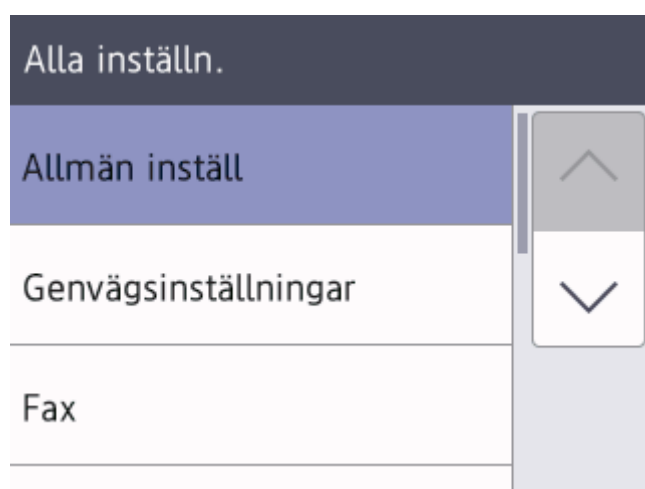 Alla inställn.
Allmän inställ
Genvägsinställningar
Fax